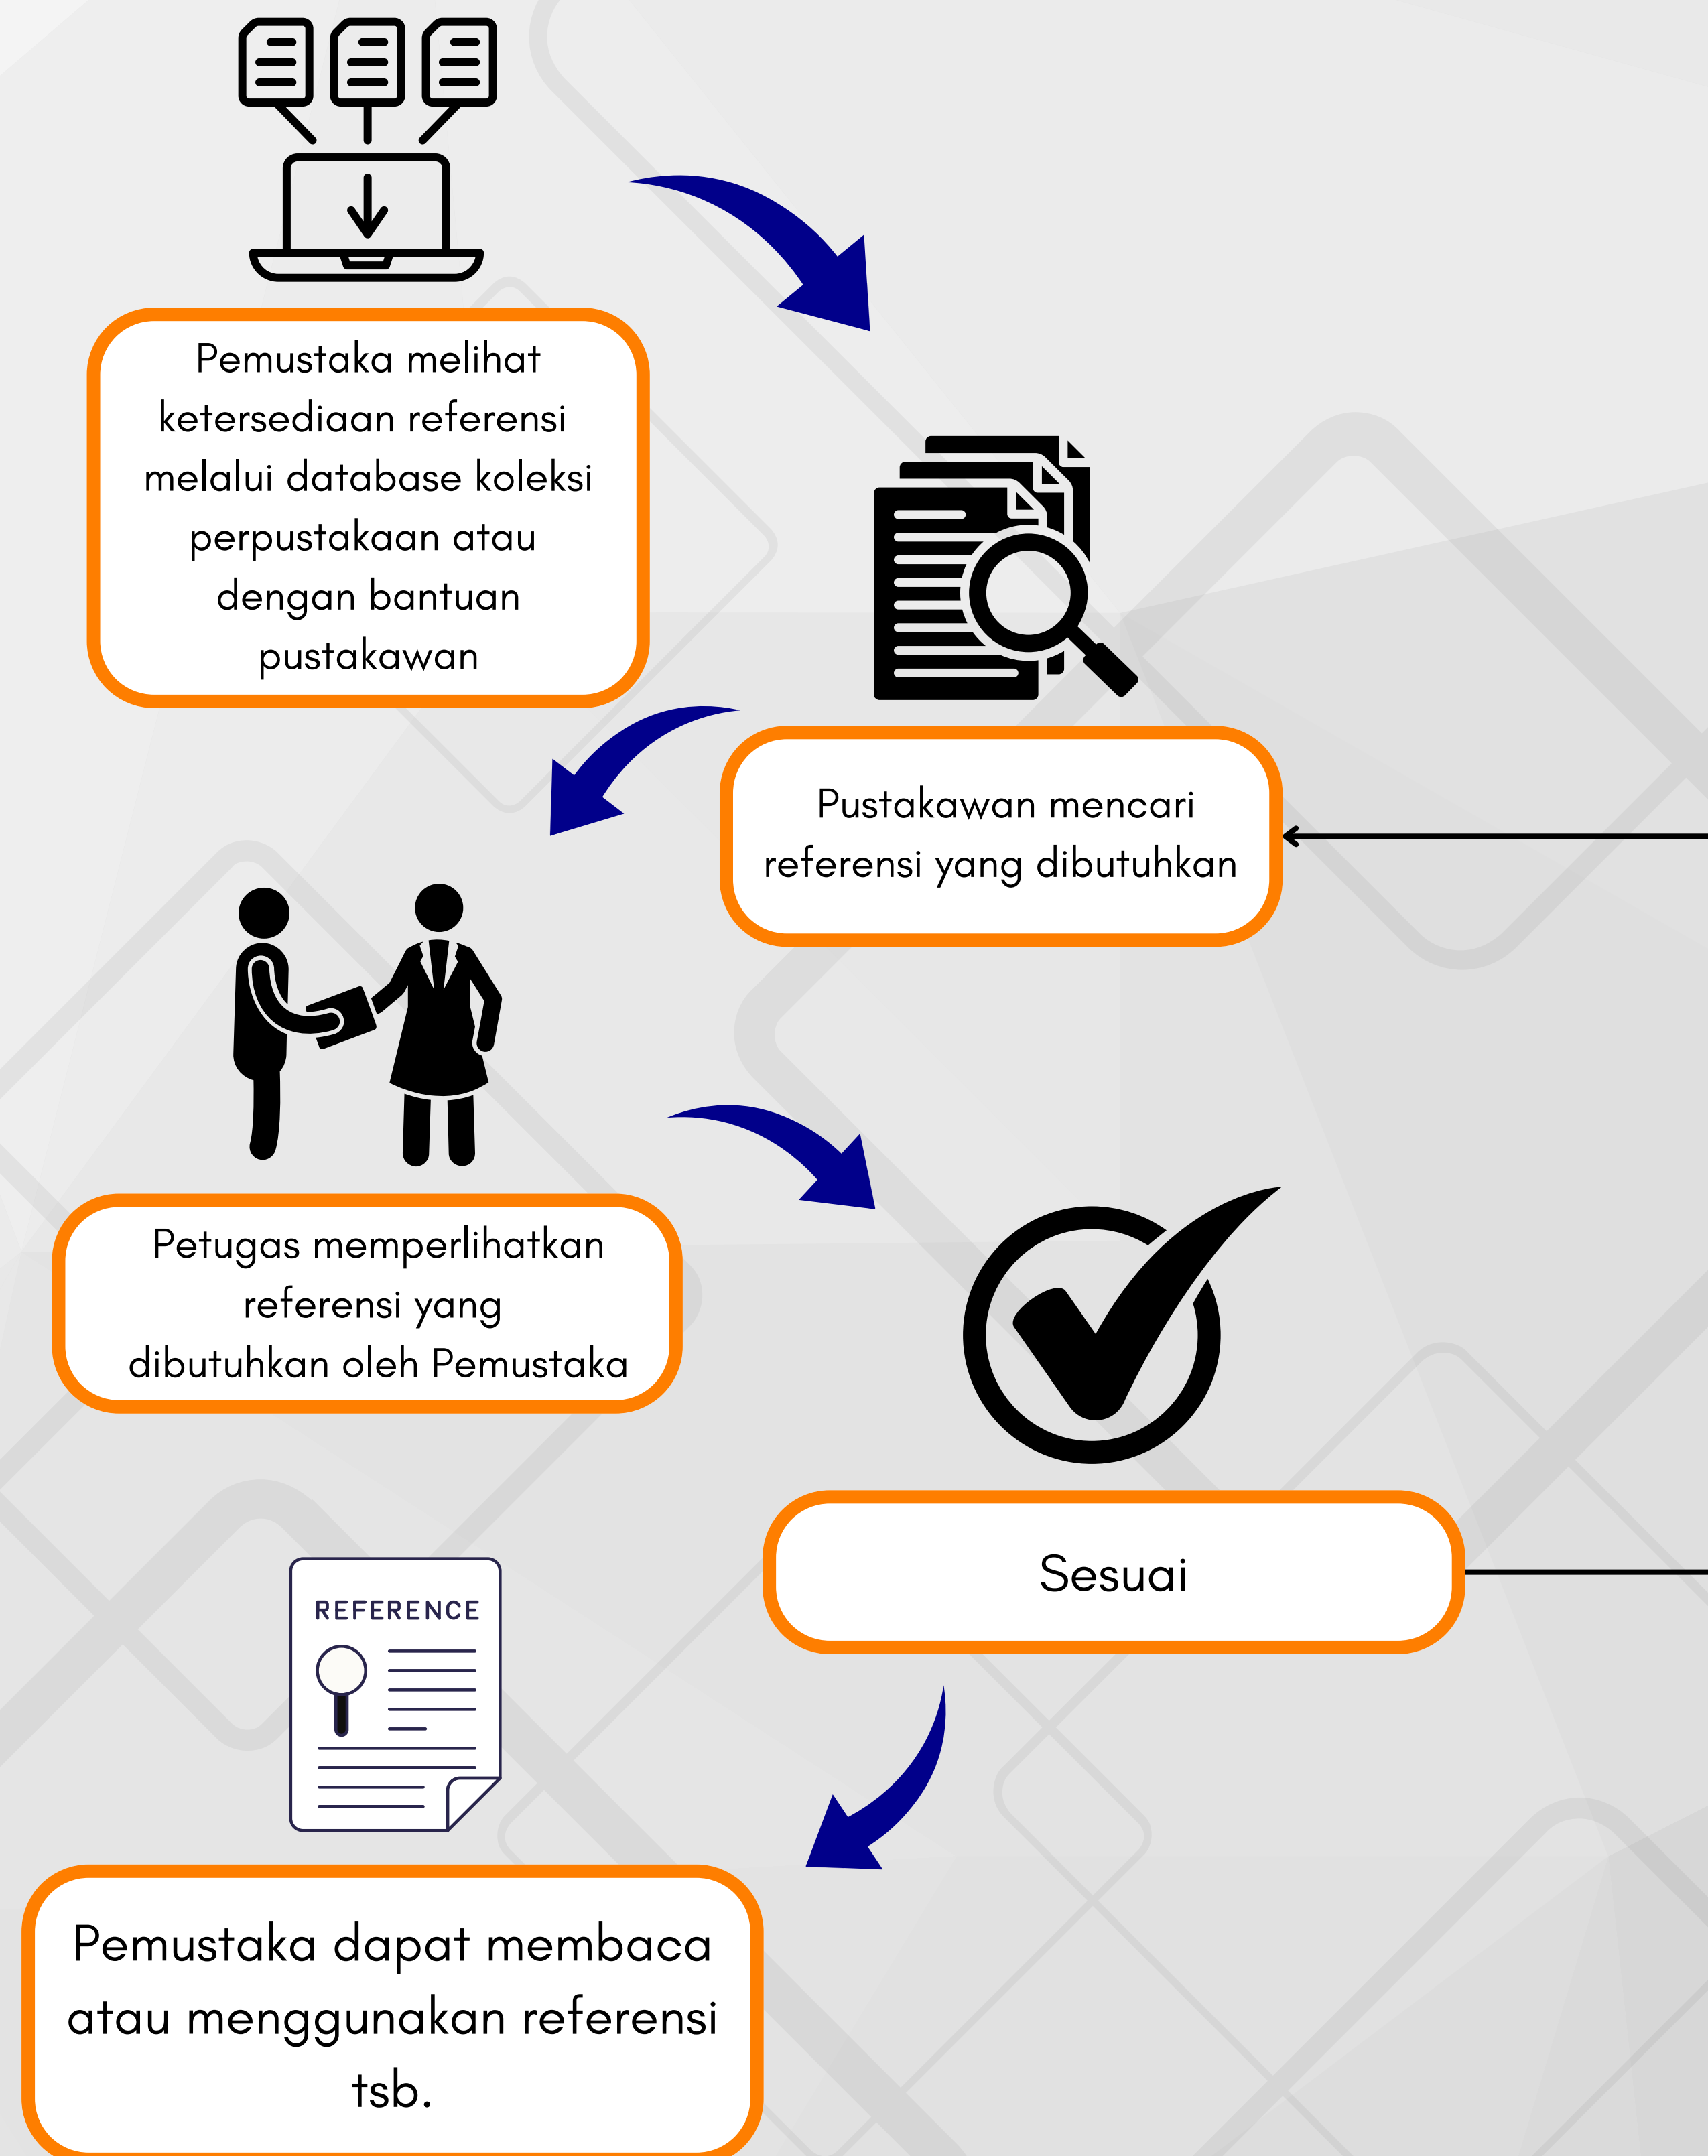 Pemustaka melihat
ketersediaan referensi
melalui database koleksi
perpustakaan atau
dengan bantuan
pustakawan
Pustakawan mencari
referensi yang dibutuhkan
Petugas memperlihatkan
referensi yang
dibutuhkan oleh Pemustaka
Sesuai
REFERENCE
Pemustaka dapat membaca
atau menggunakan referensi
tsb.